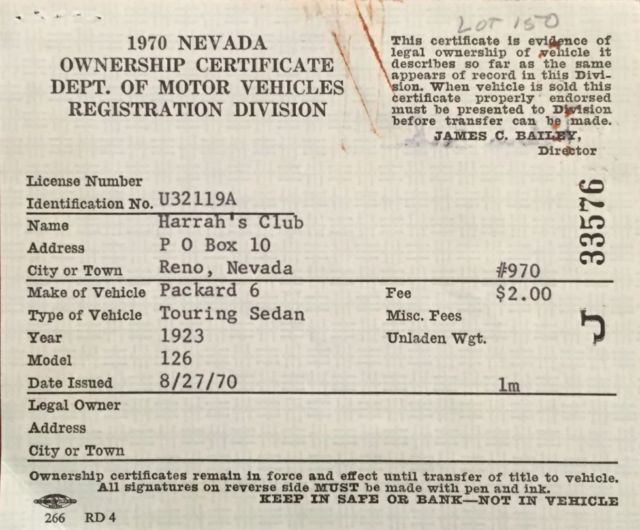 LOT 150
1970 NEVADA
OWNERSHIP CERTIFICATE
DEPT. OF MOTOR VEHICLES
REGISTRATION DIVISION
This certificate is evidence of
legal ownership of vehicle it
describes so far as the same
appears of record in this Divi-
sion. When vehicle is sold this
certificate properly endorsed
must be presented to Division
before transfer can be made.
JAMES C. BAILEY,
Director
License Number
Identification No. U32119A
Name Harrah's Club
Address P O Box 10
City or Town Reno, Nevada #970
Make of Vehicle Packard 6 Fee $2.00
Type of Vehicle Touring Sedan Misc. Fees
Year 1923 Unladen Wgt.
Model 126
Date Issued 8/27/70 1m
J 33576
Legal Owner
Address
City or Town
Ownership certificates remain in force and effect until transfer of title to vehicle.
All signatures on reverse side MUST be made with pen and ink.
KEEP IN SAFE OR BANK—NOT IN VEHICLE
266 RD 4